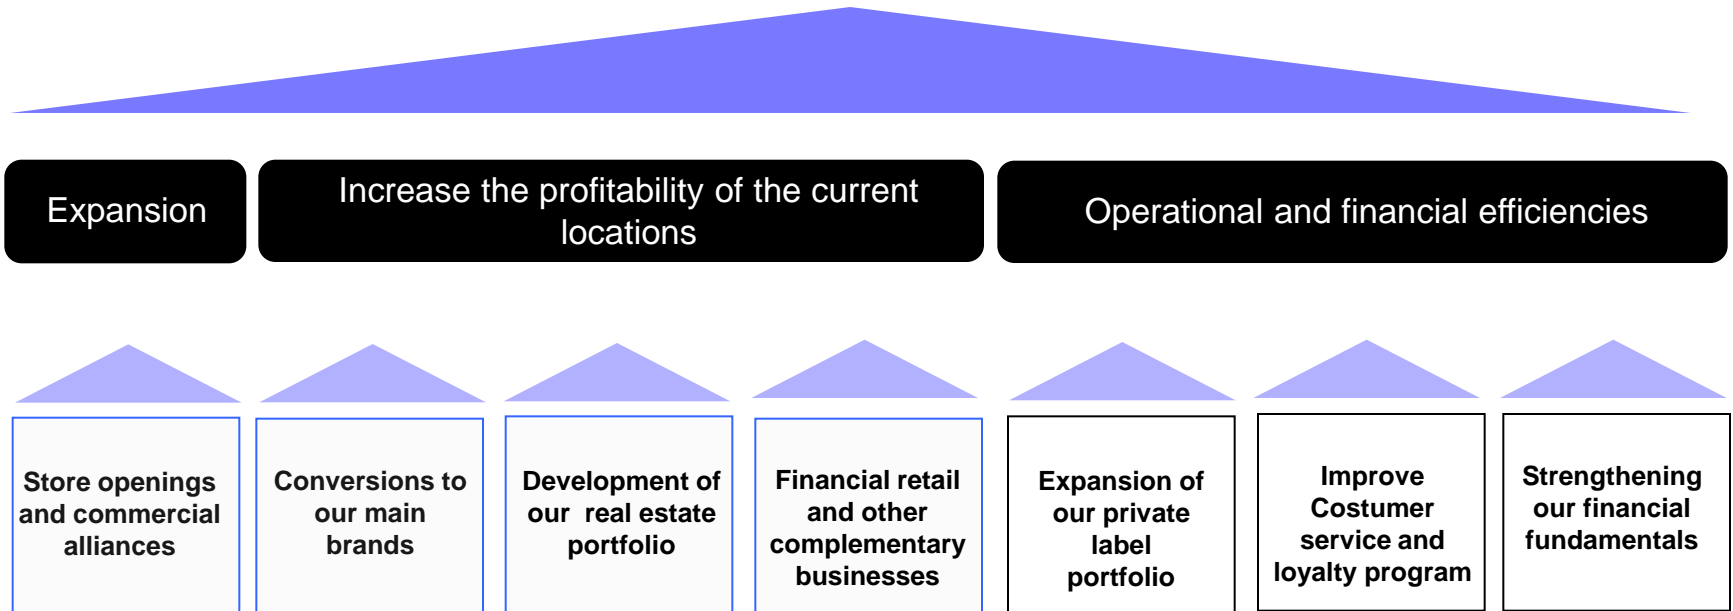 Expansion
Increase the profitability of the current
locations
Operational and financial efficiencies
Store openings
and commercial
alliances
Conversions to
our main
brands
Development of
our real estate
portfolio
Financial retail
and other
complementary
businesses
Expansion of
our private
label
portfolio
Improve
Costumer
service and
loyalty program
Strengthening
our financial
fundamentals